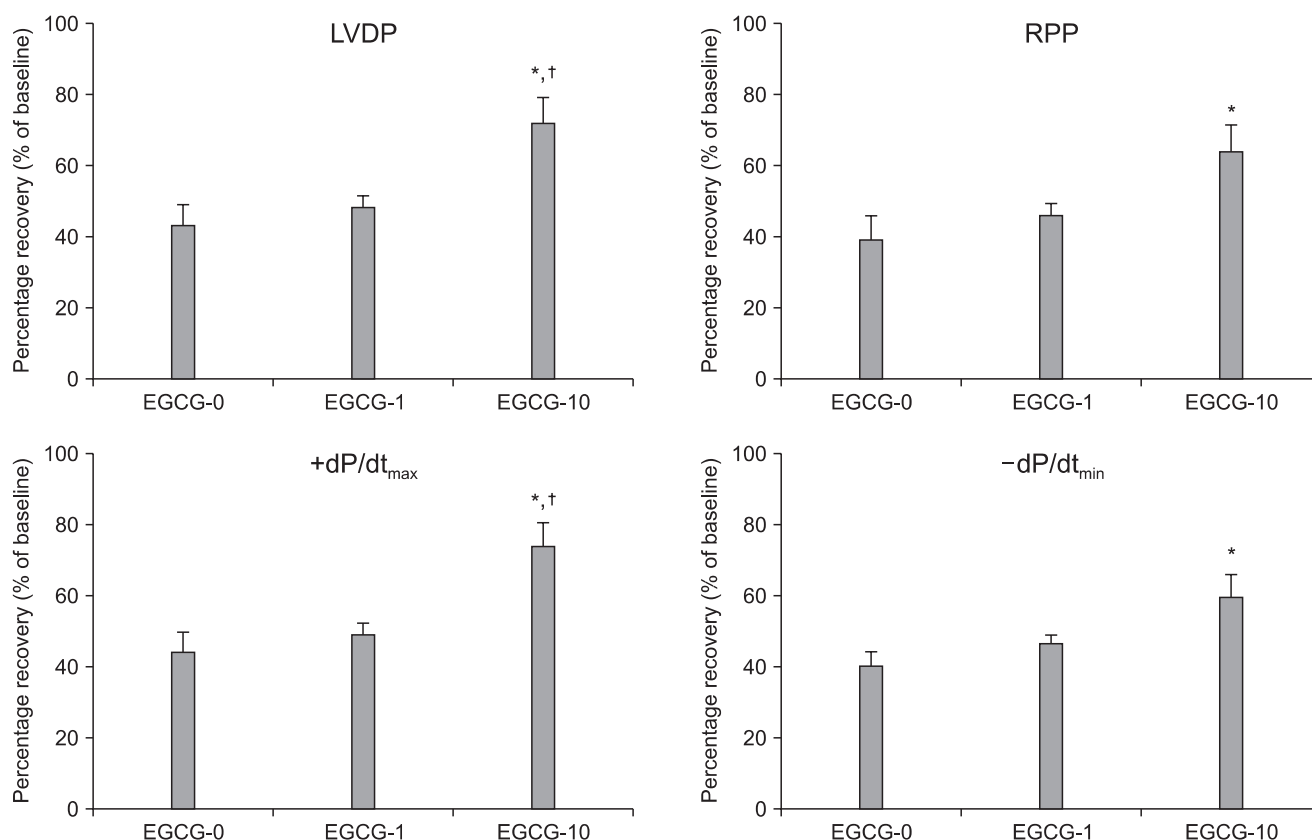 LVDP
Percentage recovery (% of baseline)
100
80
60
40
20
0
*,†
EGCG-0 EGCG-1 EGCG-10
RPP
Percentage recovery (% of baseline)
100
80
60
40
20
0
*
EGCG-0 EGCG-1 EGCG-10
+dP/dtmax
Percentage recovery (% of baseline)
100
80
60
40
20
0
*,†
EGCG-0 EGCG-1 EGCG-10
−dP/dtmin
Percentage recovery (% of baseline)
100
80
60
40
20
0
*
EGCG-0 EGCG-1 EGCG-10